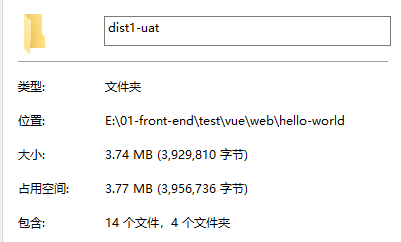 dist1-uat
类型: 文件夹
位置: E:\01-front-end\test\vue\web\hello-world
大小: 3.74 MB (3,929,810 字节)
占用空间: 3.77 MB (3,956,736 字节)
包含: 14 个文件，4 个文件夹